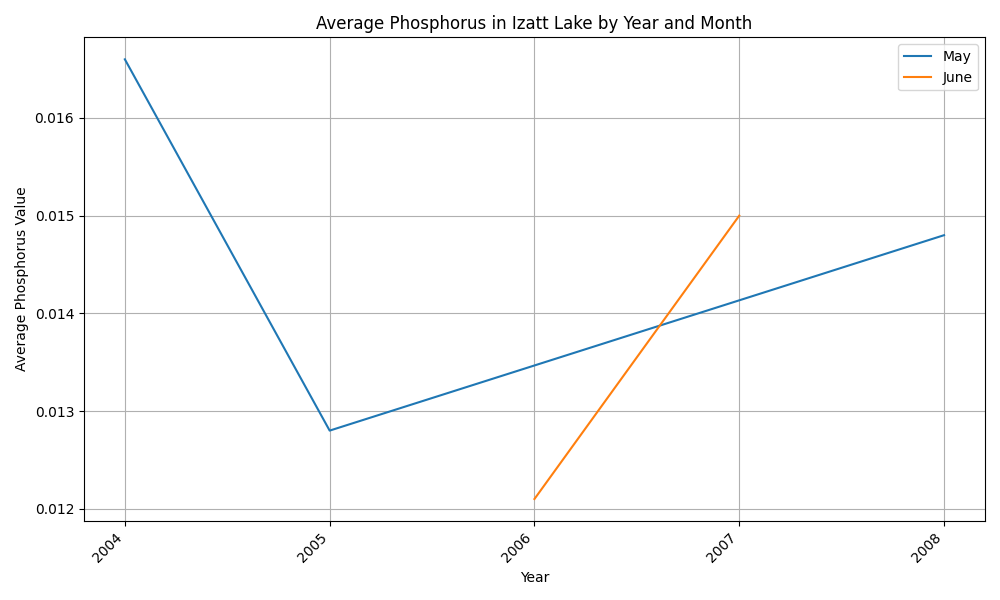 Average Phosphorus in Izatt Lake by Year and Month
May
June
Average Phosphorus Value
0.016
0.015
0.014
0.013
0.012
2004
2005
2006
2007
2008
Year